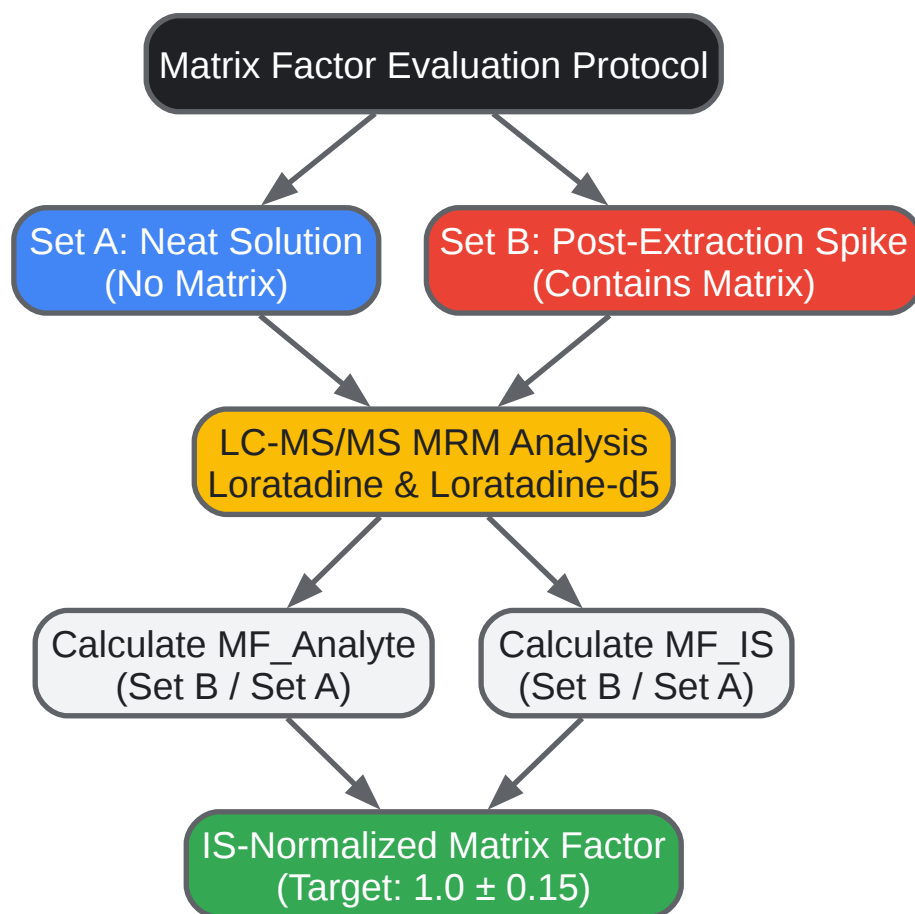 Matrix Factor Evaluation Protocol
Set A: Neat Solution
(No Matrix)
Set B: Post-Extraction Spike
(Contains Matrix)
LC-MS/MS MRM Analysis
Loratadine & Loratadine-d5
Calculate MF_Analyte
(Set B / Set A)
Calculate MF_IS
(Set B / Set A)
IS-Normalized Matrix Factor
(Target: 1.0 ± 0.15)